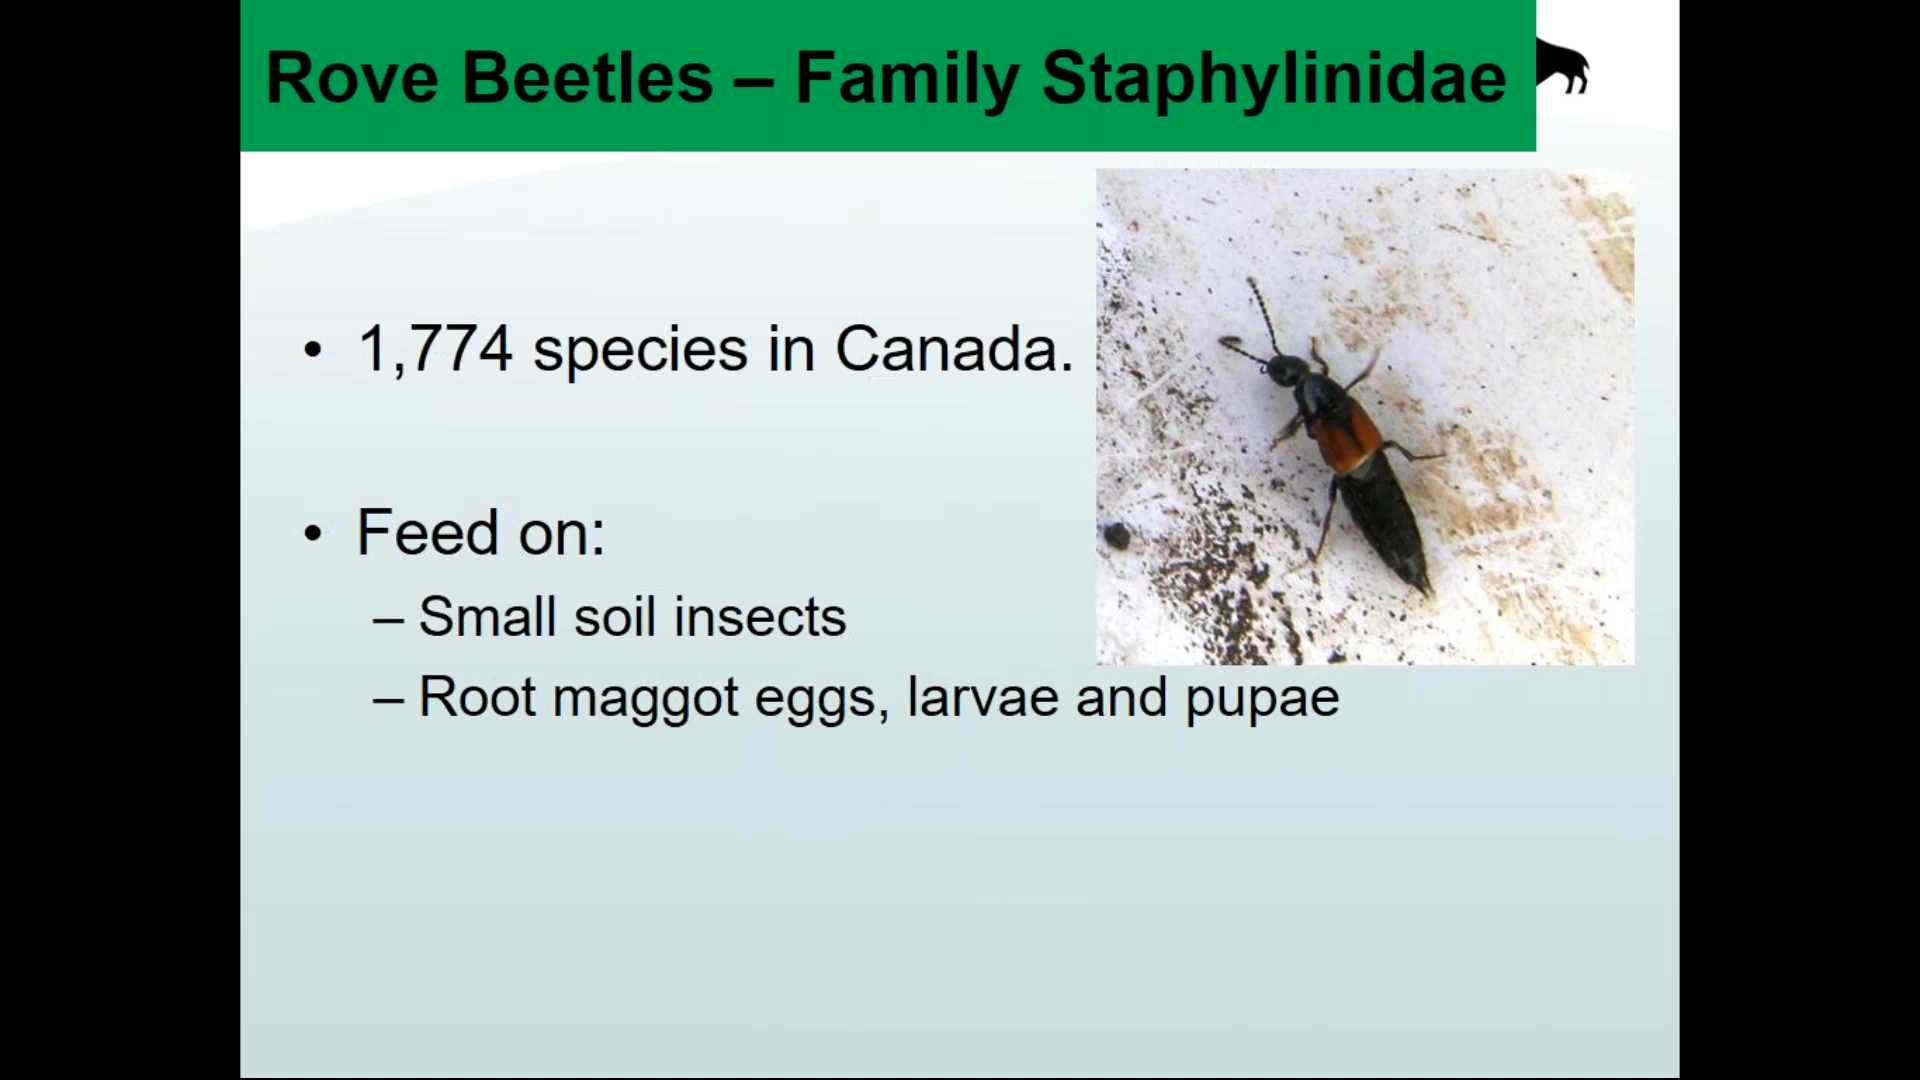 Rove Beetles – Family Staphylinidae
• 1,774 species in Canada.
• Feed on:
– Small soil insects
– Root maggot eggs, larvae and pupae